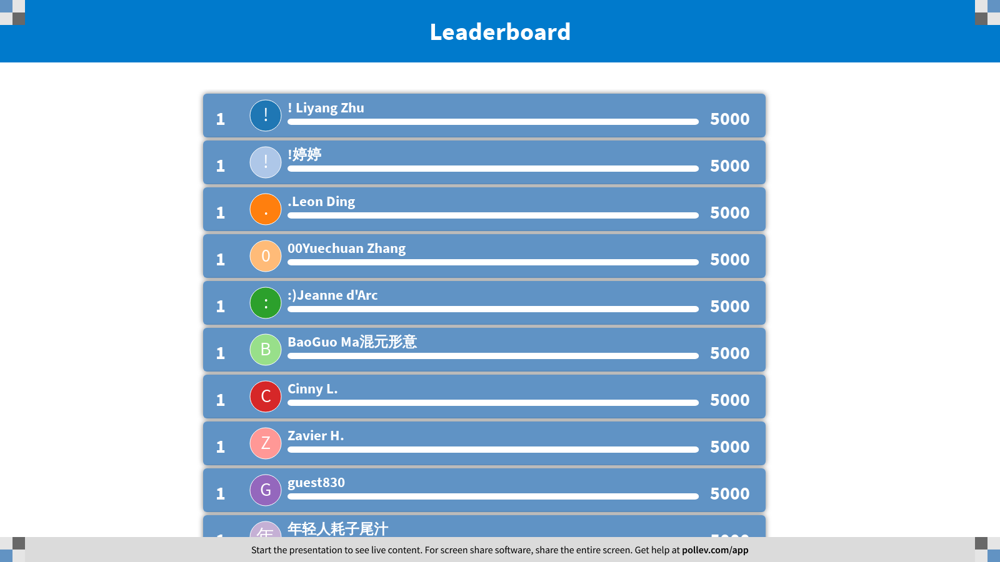 Leaderboard
1 ! ! Liyang Zhu 5000
1 ! !婷婷 5000
1 . .Leon Ding 5000
1 0 00Yuechuan Zhang 5000
1 : :)Jeanne d'Arc 5000
1 B BaoGuo Ma混元形意 5000
1 C Cinny L. 5000
1 Z Zavier H. 5000
1 G guest830 5000
1 年 年轻人耗子尾汁 5000
Start the presentation to see live content. For screen share software, share the entire screen. Get help at pollev.com/app